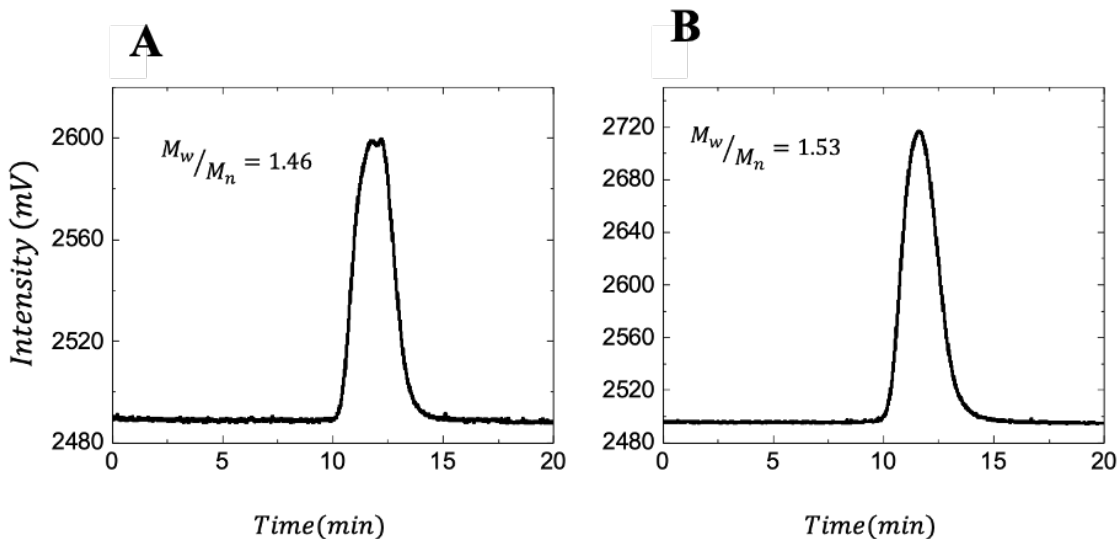 A
M_w/M_n = 1.46
Intensity (mV)
2600
2560
2520
2480
0 5 10 15 20
Time(min)
B
M_w/M_n = 1.53
2720
2680
2640
2600
2560
2520
2480
0 5 10 15 20
Time(min)